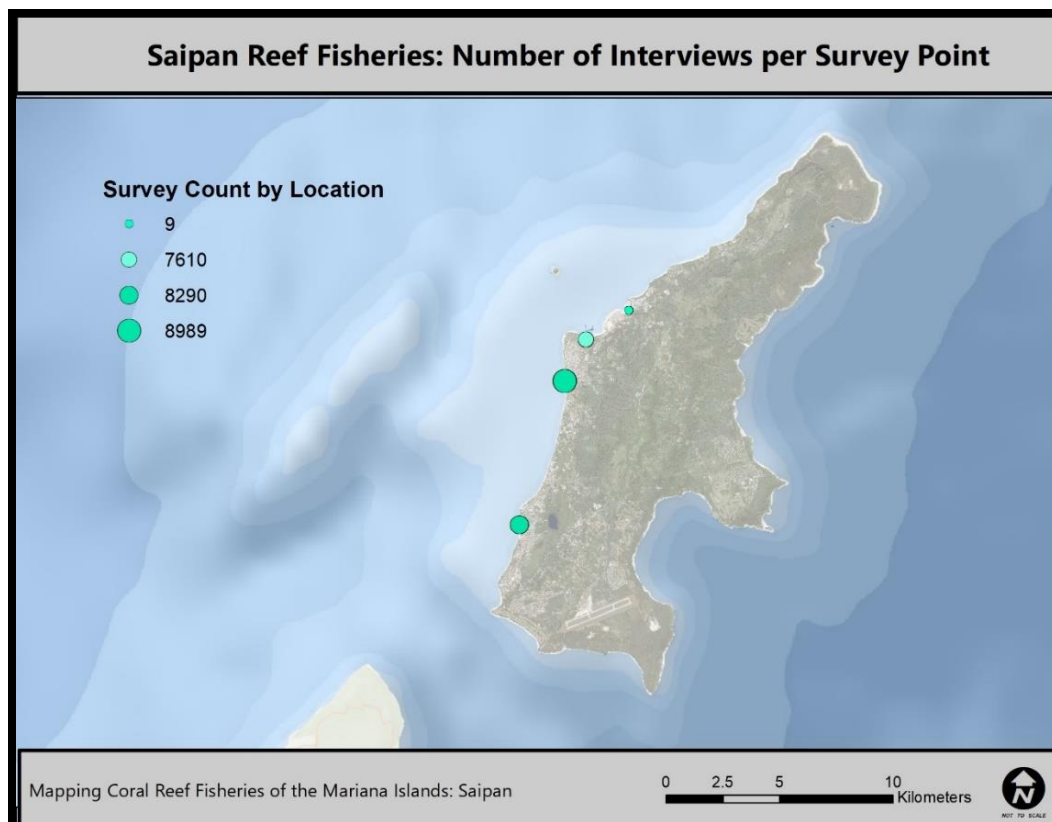 Saipan Reef Fisheries: Number of Interviews per Survey Point
Survey Count by Location
9
7610
8290
8989
Mapping Coral Reef Fisheries of the Mariana Islands: Saipan
0 2.5 5 10
Kilometers
N
NOT TO SCALE